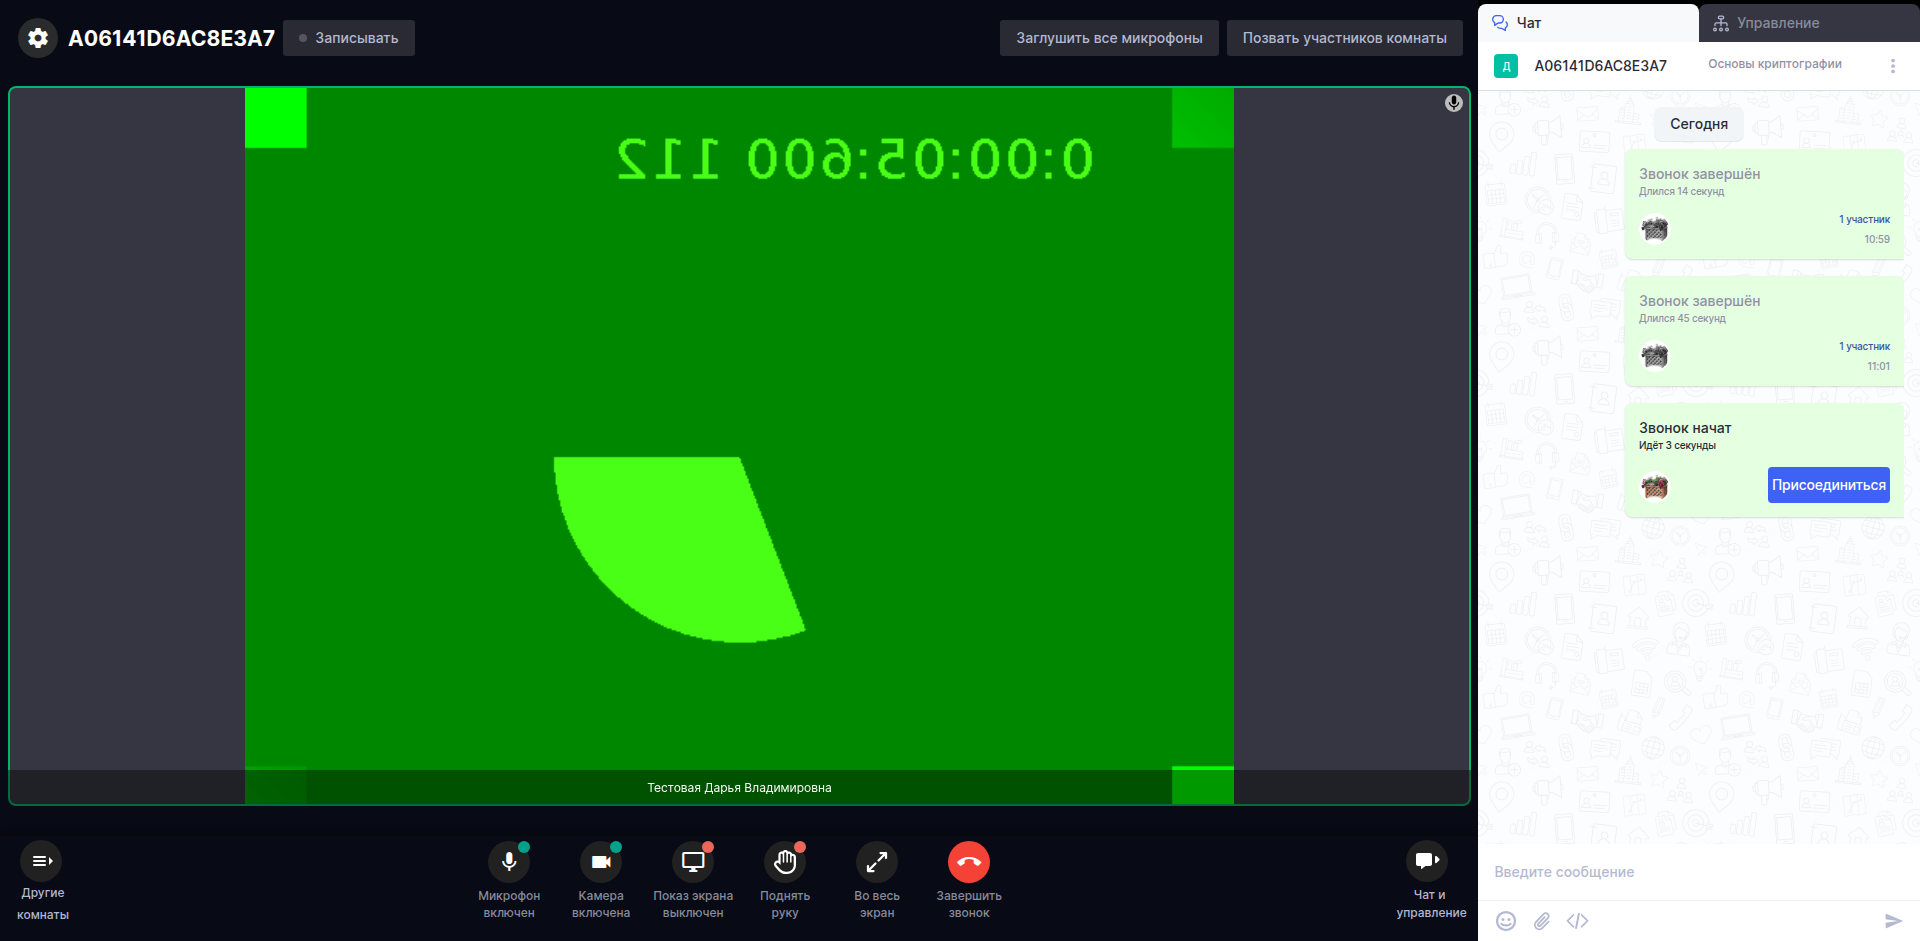 A06141D6AC8E3A7
Записывать
Заглушить все микрофоны
Позвать участников комнаты
0:00:05:600 112
Тестовая Дарья Владимировна
Другие
комнаты
Микрофон
включен
Камера
включена
Показ экрана
выключен
Поднять
руку
Во весь
экран
Завершить
звонок
Чат и
управление
Чат
Управление
Д
A06141D6AC8E3A7
Основы криптографии
Сегодня
Звонок завершён
Длился 14 секунд
1 участник
10:59
Звонок завершён
Длился 45 секунд
1 участник
11:01
Звонок начат
Идёт 3 секунды
Присоединиться
Введите сообщение